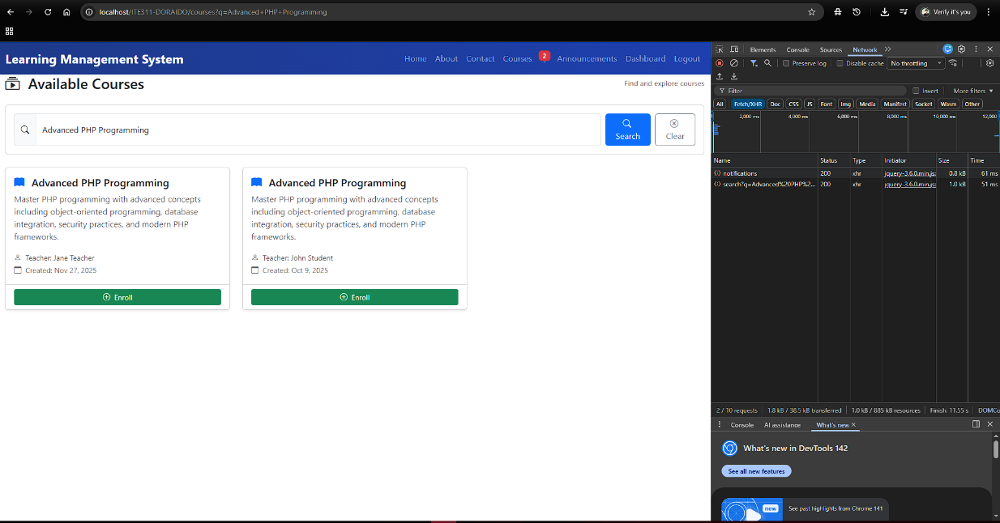 localhost/ITE311-DORAIDO/courses?q=Advanced+PHP+Programming
Verify it's you
Learning Management System
Home About Contact Courses 2 Announcements Dashboard Logout
Available Courses
Find and explore courses
Advanced PHP Programming
Search
Clear
Advanced PHP Programming
Master PHP programming with advanced concepts
including object-oriented programming, database
integration, security practices, and modern PHP
frameworks.
Teacher: Jane Teacher
Created: Nov 27, 2025
Enroll
Advanced PHP Programming
Master PHP programming with advanced concepts
including object-oriented programming, database
integration, security practices, and modern PHP
frameworks.
Teacher: John Student
Created: Oct 9, 2025
Enroll
Elements Console Sources Network
Preserve log Disable cache No throttling
Filter Invert More filters
All Fetch/XHR Doc CSS JS Font Img Media Manifest Socket Wasm Other
2,000 ms 4,000 ms 6,000 ms 8,000 ms 10,000 ms 12,000
Name Status Type Initiator Size Time
notifications 200 xhr jquery-3.6.0.min.js: 0.8 kB 61 ms
search?q=Advanced%20PHP%2... 200 xhr jquery-3.6.0.min.js: 1.0 kB 51 ms
2 / 10 requests 1.8 kB / 38.5 kB transferred 1.0 kB / 885 kB resources Finish: 11.55 s DOMCo
Console AI assistance What's new
What's new in DevTools 142
See all new features
new
See past highlights from Chrome 141